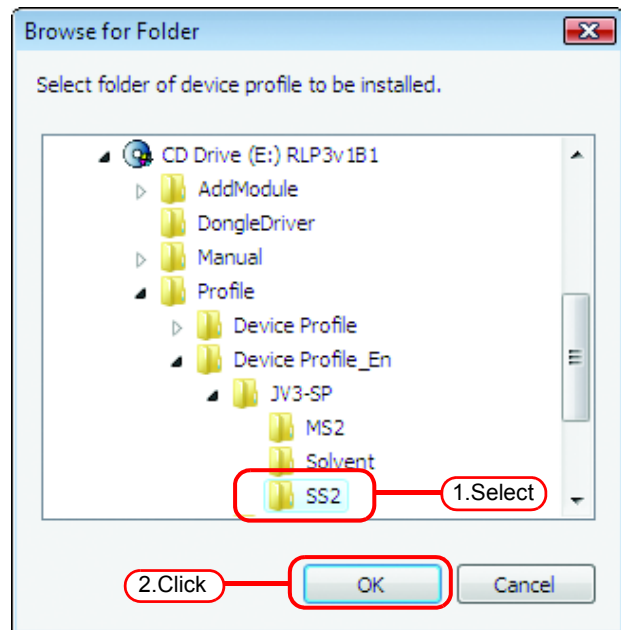 Browse for Folder
Select folder of device profile to be installed.
CD Drive (E:) RLP3v1B1
AddModule
DongleDriver
Manual
Profile
Device Profile
Device Profile_En
JV3-SP
MS2
Solvent
SS2
1.Select
2.Click
OK
Cancel